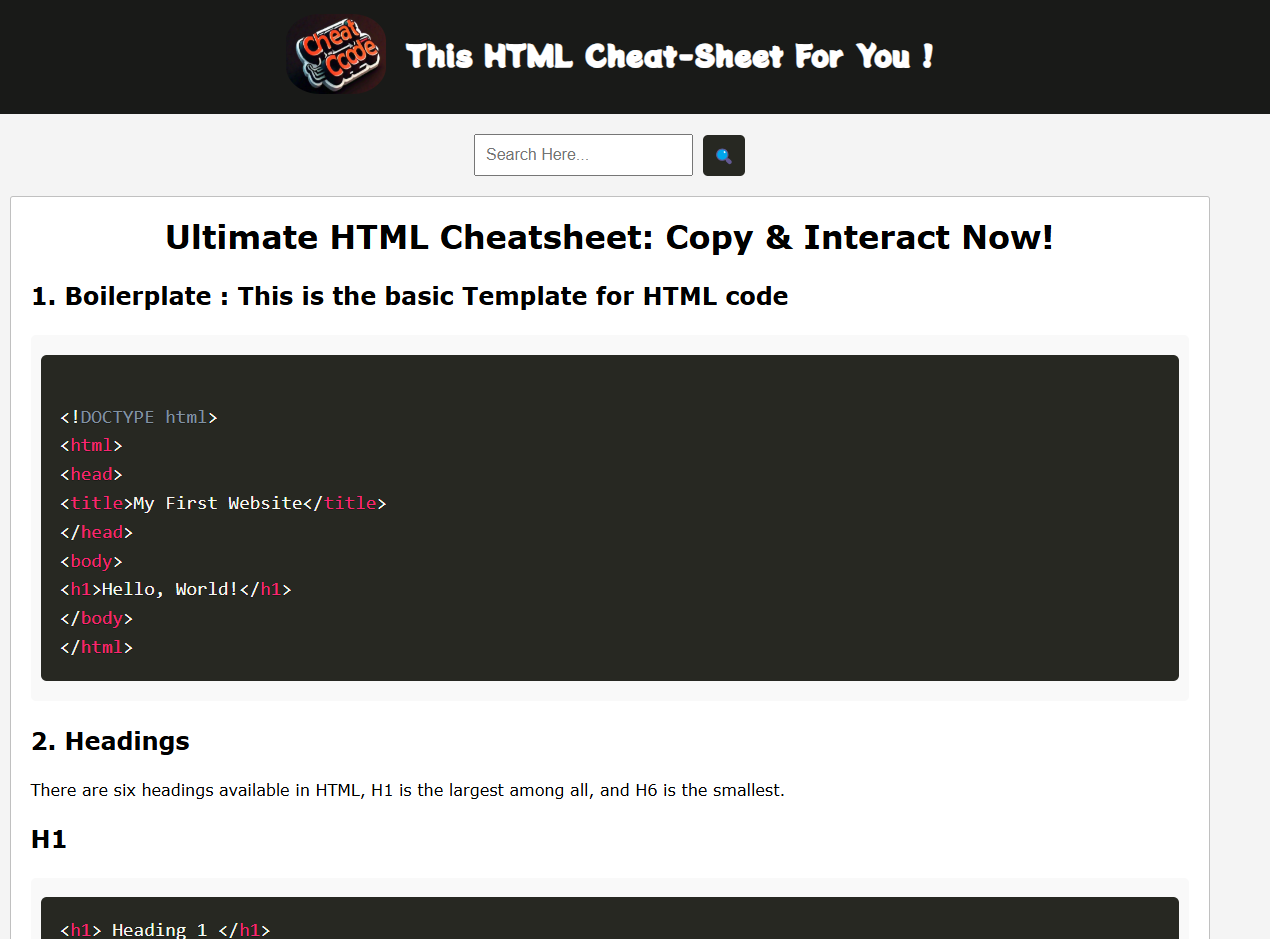 Cheat
Ccode
This HTML Cheat-Sheet For You !
Search Here...
Ultimate HTML Cheatsheet: Copy & Interact Now!
1. Boilerplate : This is the basic Template for HTML code
<!DOCTYPE html>
<html>
<head>
<title>My First Website</title>
</head>
<body>
<h1>Hello, World!</h1>
</body>
</html>
2. Headings
There are six headings available in HTML, H1 is the largest among all, and H6 is the smallest.
H1
<h1> Heading 1 </h1>